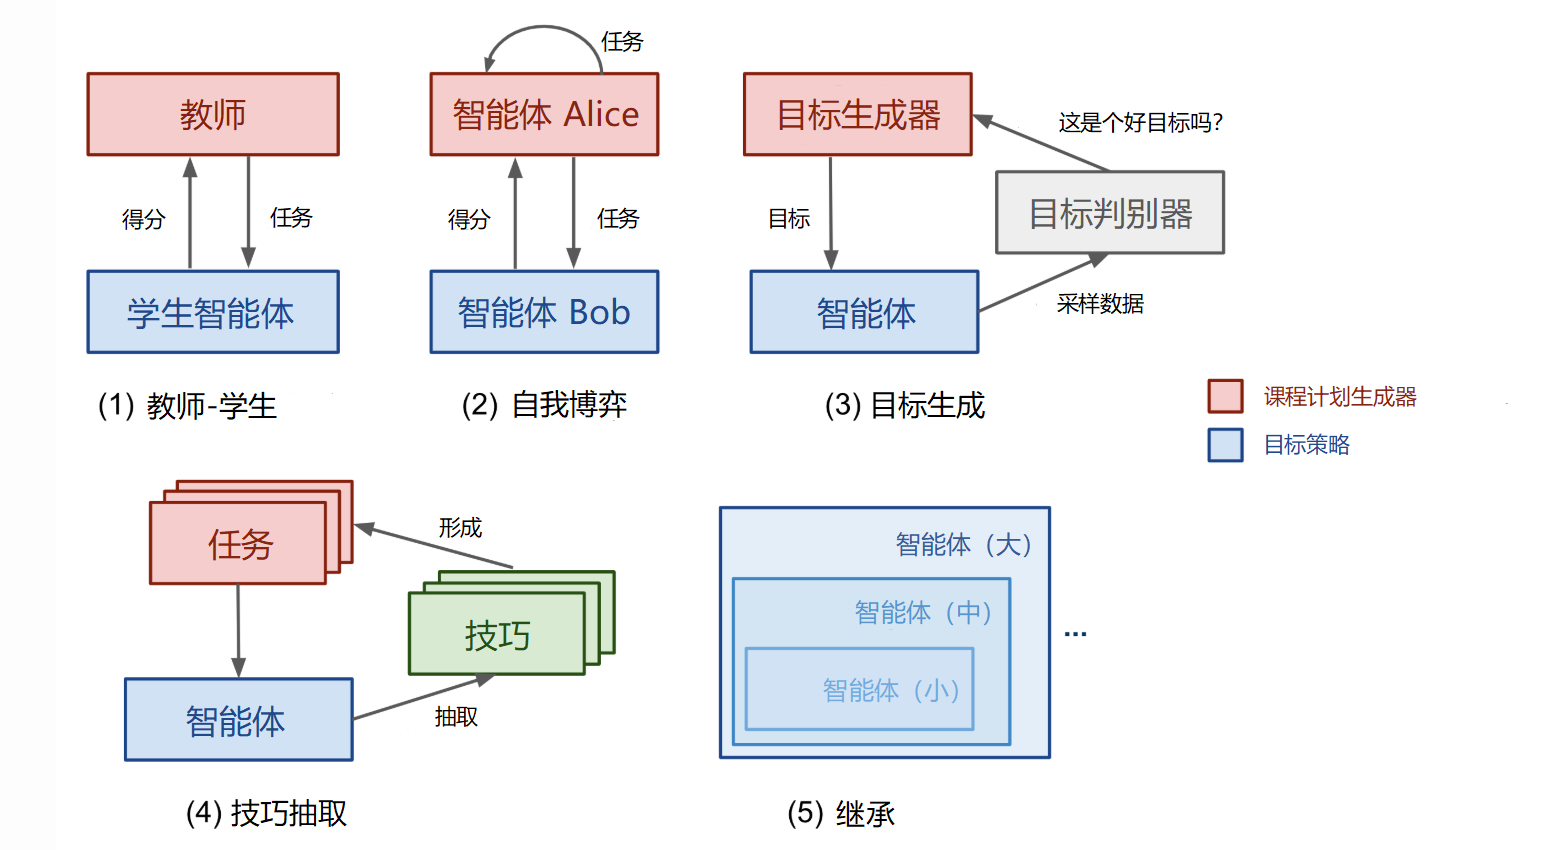 教师
得分
任务
学生智能体
(1) 教师-学生
任务
智能体 Alice
得分
任务
智能体 Bob
(2) 自我博弈
目标生成器
这是个好目标吗?
目标
目标判别器
智能体
采样数据
(3) 目标生成
课程计划生成器
目标策略
任务
形成
技巧
智能体
抽取
(4) 技巧抽取
智能体（大）
智能体（中）
智能体（小）
...
(5) 继承